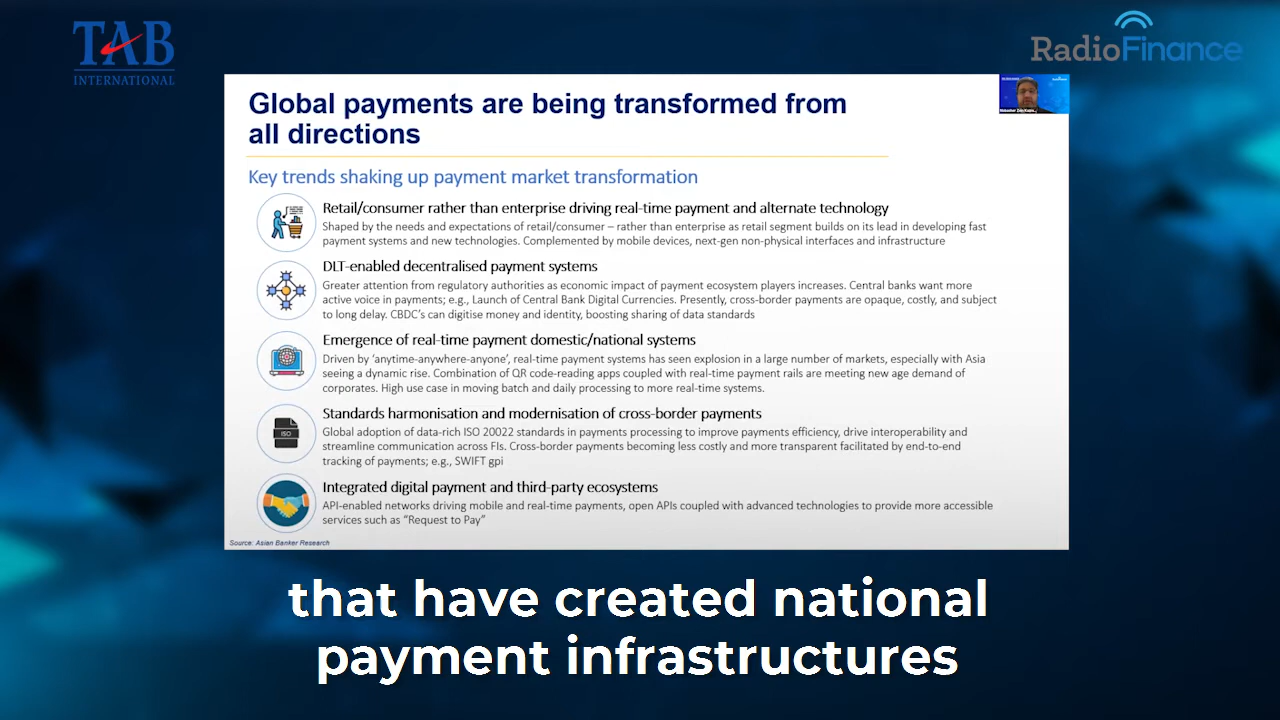 TAB
INTERNATIONAL
RadioFinance
Global payments are being transformed from
all directions
Key trends shaking up payment market transformation
Retail/consumer rather than enterprise driving real-time payment and alternate technology
Shaped by the needs and expectations of retail/consumer – rather than enterprise as retail segment builds on its lead in developing fast
payment systems and new technologies. Complemented by mobile devices, next-gen non-physical interfaces and infrastructure
DLT-enabled decentralised payment systems
Greater attention from regulatory authorities as economic impact of payment ecosystem players increases. Central banks want more
active voice in payments; e.g., Launch of Central Bank Digital Currencies. Presently, cross-border payments are opaque, costly, and subject
to long delay. CBDC's can digitise money and identity, boosting sharing of data standards
Emergence of real-time payment domestic/national systems
Driven by 'anytime-anywhere-anyone', real-time payment systems has seen explosion in a large number of markets, especially with Asia
seeing a dynamic rise. Combination of QR code-reading apps coupled with real-time payment rails are meeting new age demand of
corporates. High use case in moving batch and daily processing to more real-time systems.
Standards harmonisation and modernisation of cross-border payments
ISO
Global adoption of data-rich ISO 20022 standards in payments processing to improve payments efficiency, drive interoperability and
streamline communication across FIs. Cross-border payments becoming less costly and more transparent facilitated by end-to-end
tracking of payments; e.g., SWIFT gpi
Integrated digital payment and third-party ecosystems
API-enabled networks driving mobile and real-time payments, open APIs coupled with advanced technologies to provide more accessible
services such as "Request to Pay"
Source: Asian Banker Research
that have created national
payment infrastructures